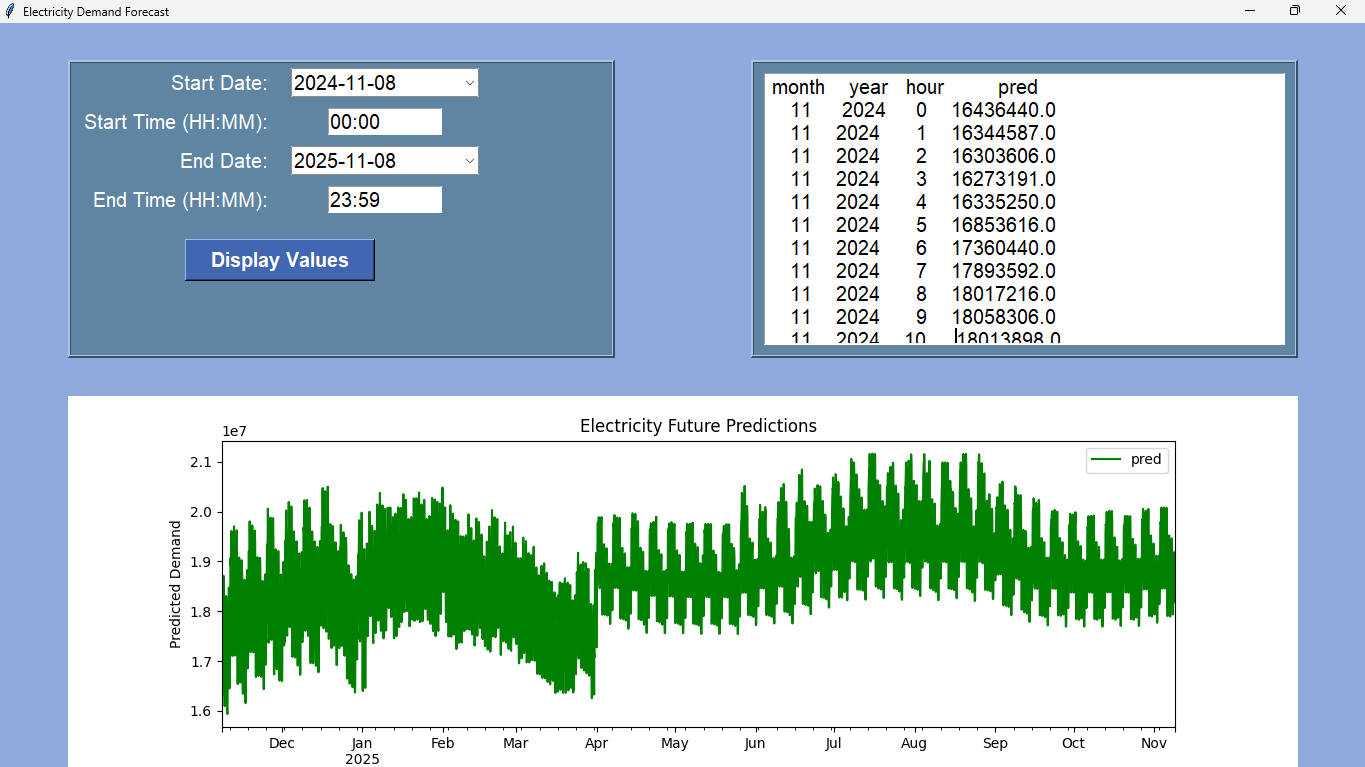 Electricity Demand Forecast
Start Date: 2024-11-08
Start Time (HH:MM): 00:00
End Date: 2025-11-08
End Time (HH:MM): 23:59
Display Values
month year hour pred
11 2024 0 16436440.0
11 2024 1 16344587.0
11 2024 2 16303606.0
11 2024 3 16273191.0
11 2024 4 16335250.0
11 2024 5 16853616.0
11 2024 6 17360440.0
11 2024 7 17893592.0
11 2024 8 18017216.0
11 2024 9 18058306.0
11 2024 10 18013898.0
Electricity Future Predictions
1e7
pred
2.1
2.0
1.9
1.8
1.7
1.6
Predicted Demand
Dec Jan Feb Mar Apr May Jun Jul Aug Sep Oct Nov
2025